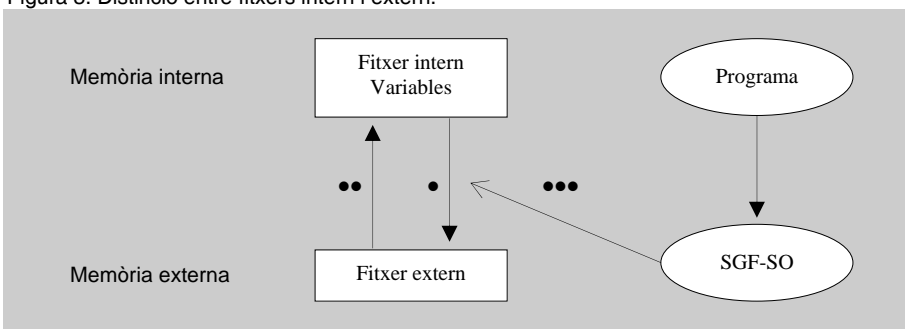 Figura 3. Distinció entre fitxers intern i extern.
Memòria interna
Fitxer intern
Variables
Programa
•• • •••
Memòria externa
Fitxer extern
SGF-SO